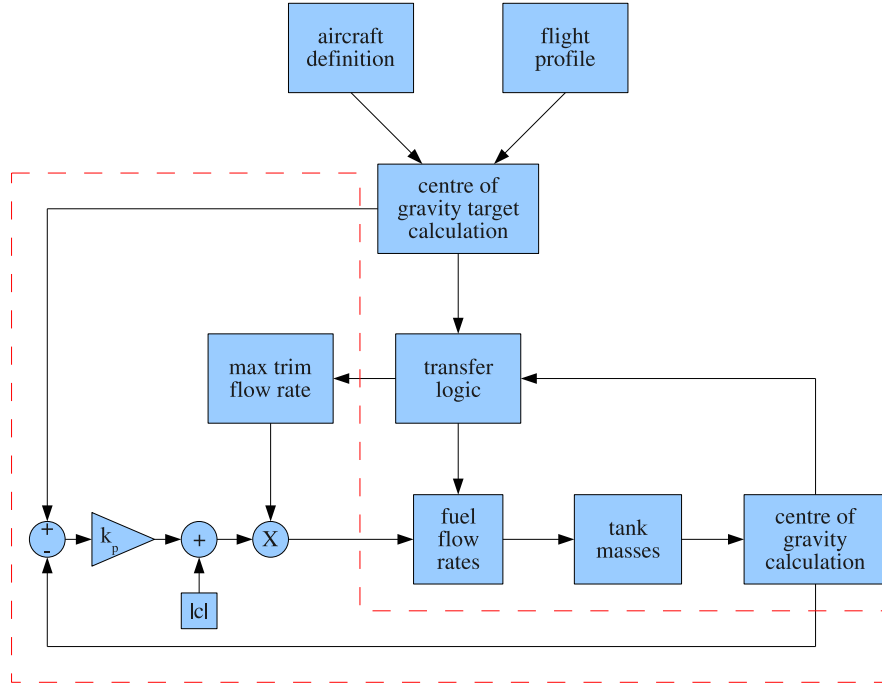 aircraft
definition
flight
profile
centre of
gravity target
calculation
max trim
flow rate
transfer
logic
+
-
k_p
+
X
fuel
flow
rates
tank
masses
centre of
gravity
calculation
|c|